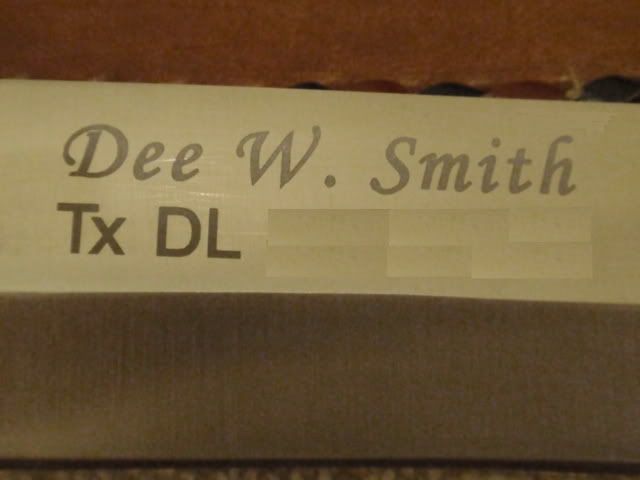 Dee W. Smith
Tx DL